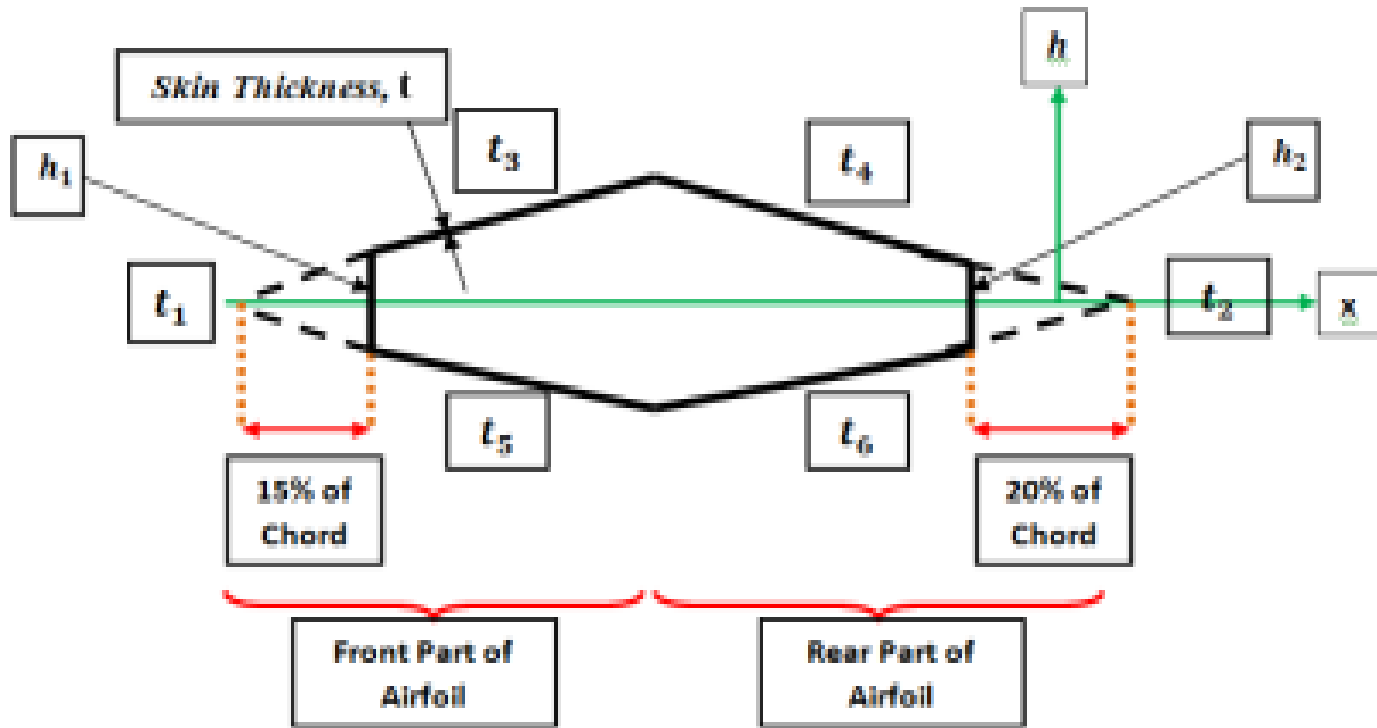 h
Skin Thickness, t
t₃
t₄
h₁
h₂
t₁
t₂
x
t₅
t₆
15% of
Chord
20% of
Chord
Front Part of
Airfoil
Rear Part of
Airfoil